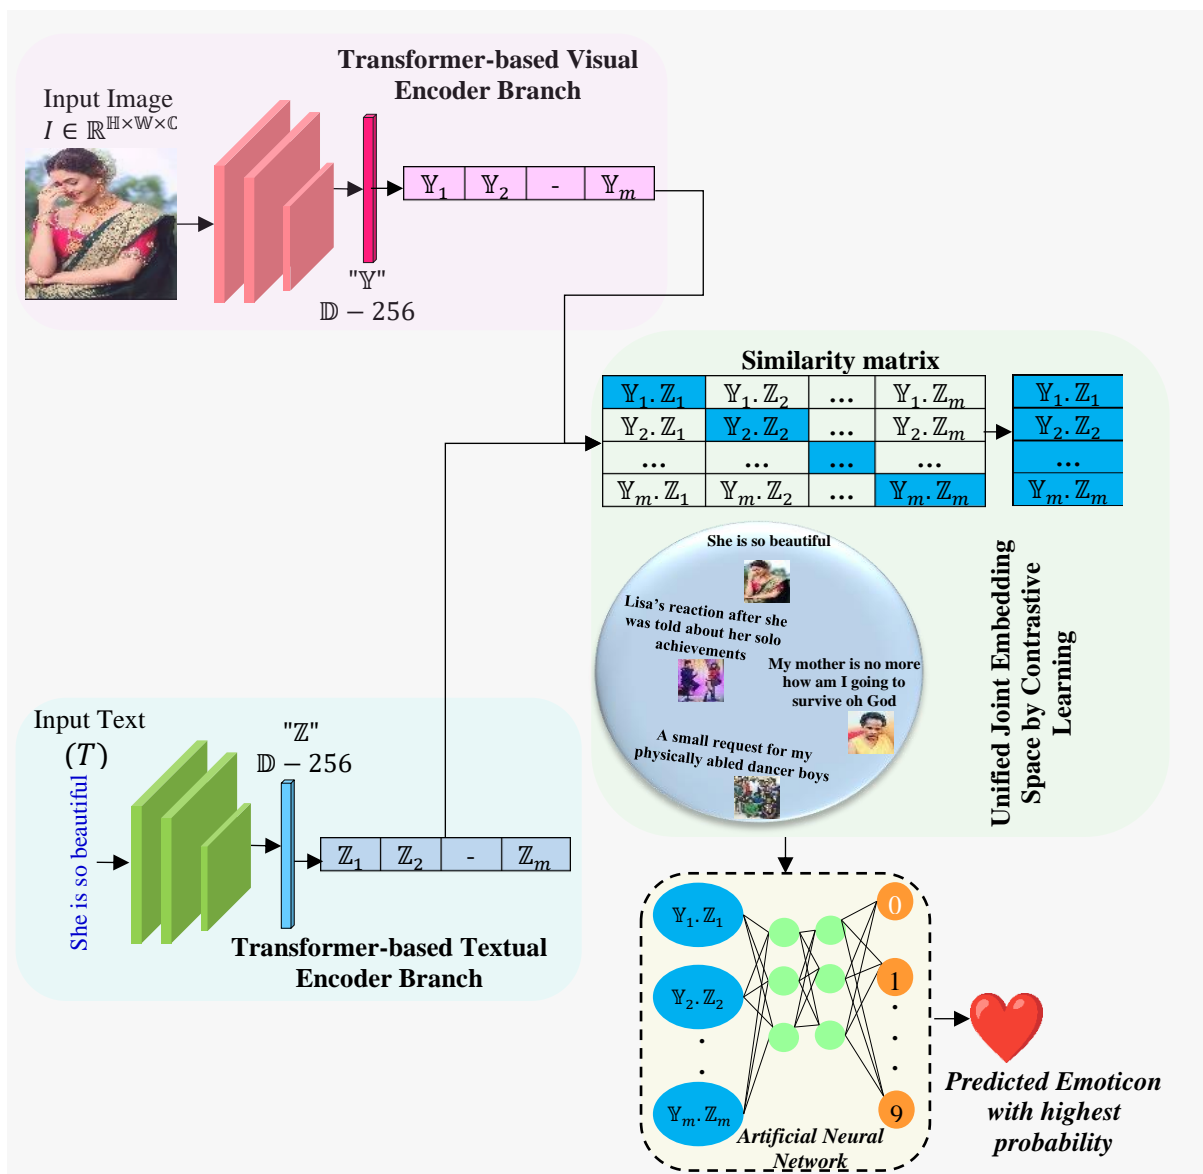 Transformer-based Visual
Encoder Branch
Input Image
𝐼 ∈ ℝ^{ℍ×𝕎×ℂ}
𝕐₁ 𝕐₂ - 𝕐ₘ
"𝕐"
𝔻 − 256
Similarity matrix
𝕐₁. ℤ₁ 𝕐₁. ℤ₂ ... 𝕐₁. ℤₘ 𝕐₁. ℤ₁
𝕐₂. ℤ₁ 𝕐₂. ℤ₂ ... 𝕐₂. ℤₘ 𝕐₂. ℤ₂
... ... ... ... ...
𝕐ₘ. ℤ₁ 𝕐ₘ. ℤ₂ ... 𝕐ₘ. ℤₘ 𝕐ₘ. ℤₘ
She is so beautiful
Lisa's reaction after she
was told about her solo
achievements
My mother is no more
how am I going to
survive oh God
A small request for my
physically abled dancer boys
Unified Joint Embedding
Space by Contrastive
Learning
Input Text
(𝑇)
She is so beautiful
"ℤ"
𝔻 − 256
ℤ₁ ℤ₂ - ℤₘ
Transformer-based Textual
Encoder Branch
𝕐₁. ℤ₁
𝕐₂. ℤ₂
𝕐ₘ. ℤₘ
0
1
9
Artificial Neural
Network
Predicted Emoticon
with highest
probability